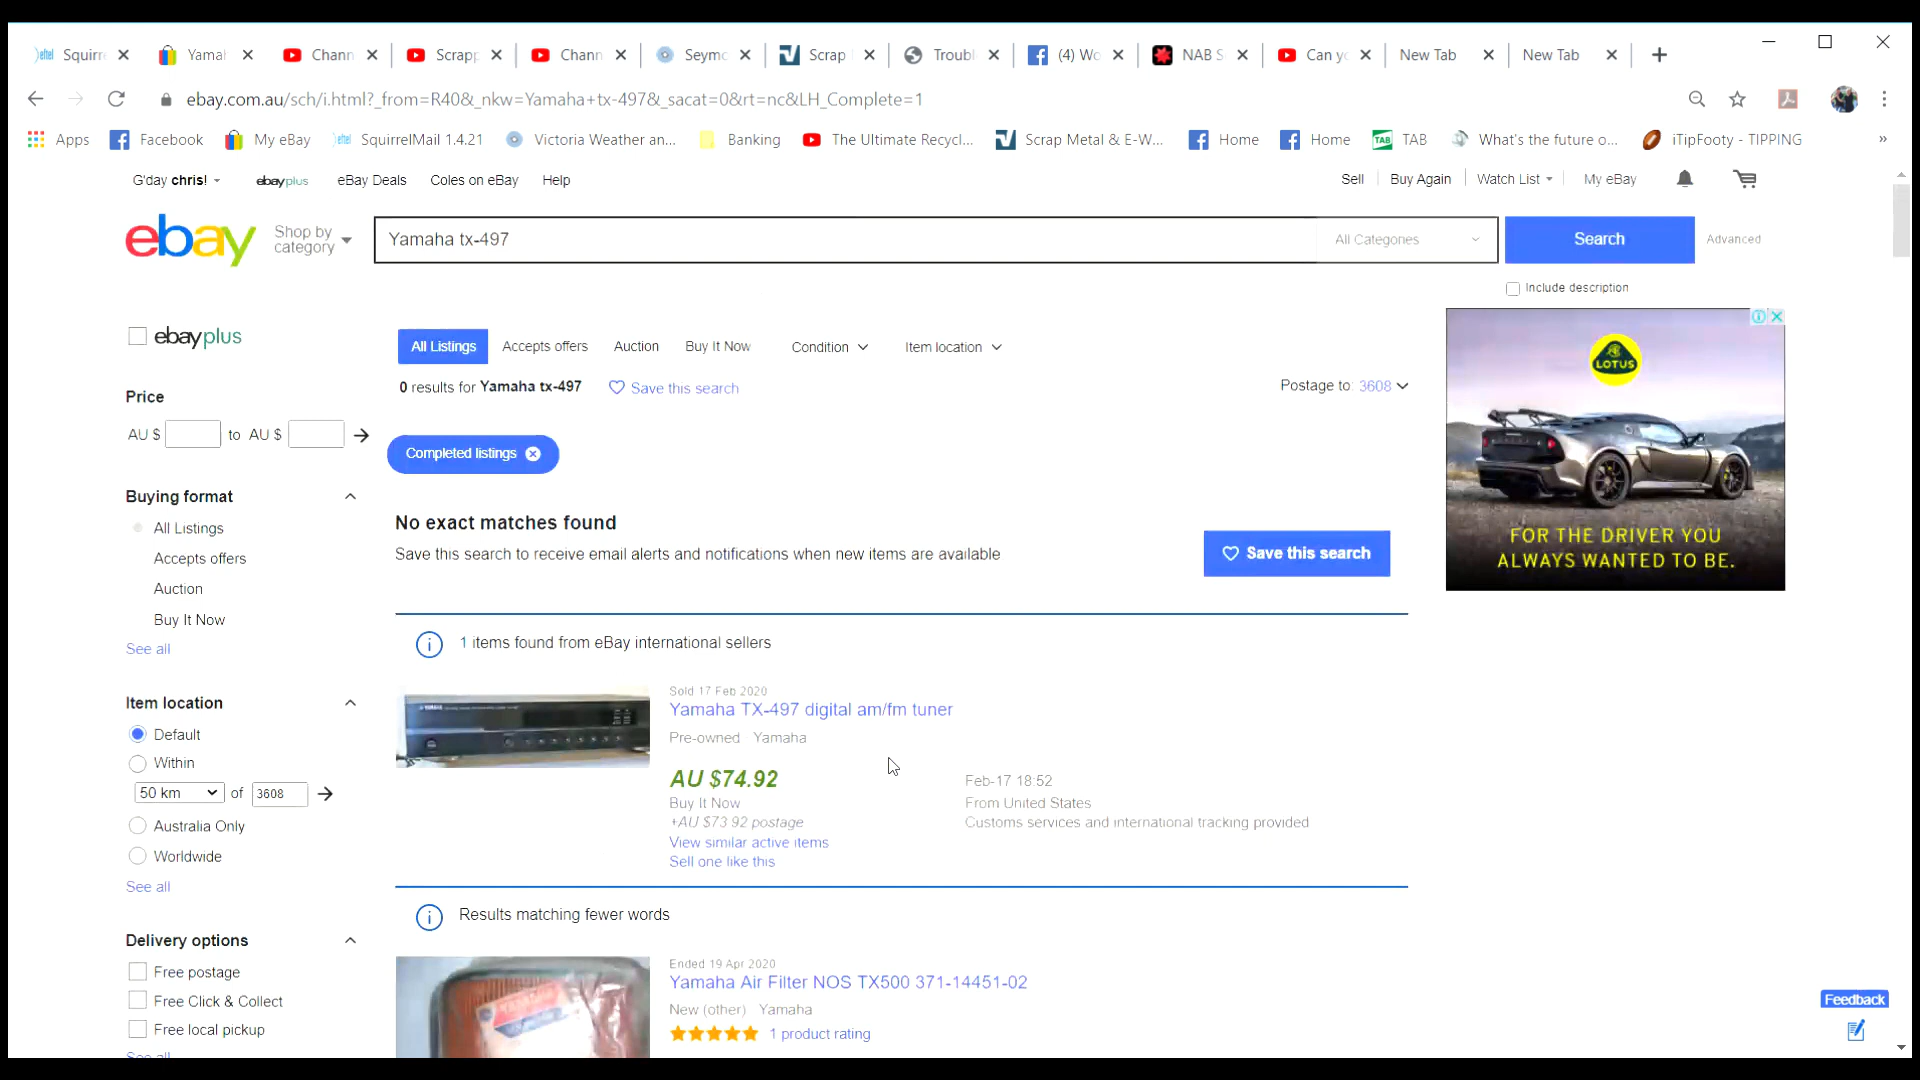 eftel Squirre
Yamah
Chann
Scrapp
Chann
Seymo
Scrap
Troubl
(4) Wo
NAB S
Can yo
New Tab
New Tab
ebay.com.au/sch/i.html?_from=R40&_nkw=Yamaha+tx-497&_sacat=0&rt=nc&LH_Complete=1
Apps Facebook My eBay eftel SquirrelMail 1.4.21 Victoria Weather an... Banking The Ultimate Recycl... Scrap Metal & E-W... Home Home TAB TAB What's the future o... iTipFooty - TIPPING »
G'day chris! ebayplus eBay Deals Coles on eBay Help Sell Buy Again Watch List My eBay
ebay Shop by category Yamaha tx-497 All Categories Search Advanced
Include description
ebayplus
All Listings Accepts offers Auction Buy It Now Condition Item location
0 results for Yamaha tx-497 Save this search Postage to: 3608
Price
AU $ to AU $
Completed listings
Buying format
All Listings
Accepts offers
Auction
Buy It Now
See all
No exact matches found
Save this search to receive email alerts and notifications when new items are available
Save this search
LOTUS
FOR THE DRIVER YOU
ALWAYS WANTED TO BE.
1 items found from eBay international sellers
Item location
Default
Within
50 km of 3608
Australia Only
Worldwide
See all
YAMAHA
Sold 17 Feb 2020
Yamaha TX-497 digital am/fm tuner
Pre-owned Yamaha
AU $74.92
Buy It Now
+AU $73.92 postage
View similar active items
Sell one like this
Feb-17 18:52
From United States
Customs services and international tracking provided
Results matching fewer words
Delivery options
Free postage
Free Click & Collect
Free local pickup
See all
Ended 19 Apr 2020
Yamaha Air Filter NOS TX500 371-14451-02
New (other) Yamaha
1 product rating
Feedback